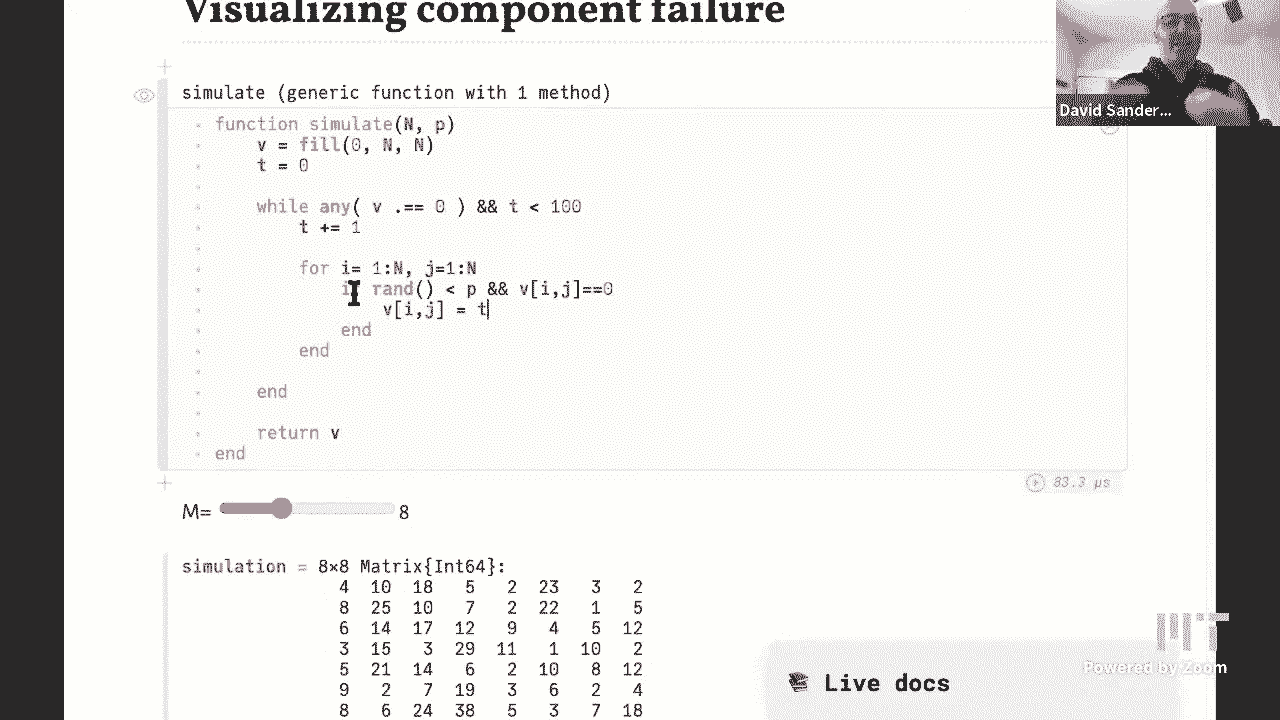 Visualizing component failure
David Sander...
simulate (generic function with 1 method)
function simulate(N, p)
v = fill(0, N, N)
t = 0
while any( v .== 0 ) && t < 100
t += 1
for i= 1:N, j=1:N
if rand() < p && v[i,j]==0
v[i,j] = t
end
end
end
return v
end
83.3 μs
M= 8
simulation = 8×8 Matrix{Int64}:
4 10 18 5 2 23 3 2
8 25 10 7 2 22 1 5
6 14 17 12 9 4 5 12
3 15 3 29 11 1 10 2
5 21 14 6 2 10 8 12
9 2 7 19 3 6 2 4
8 6 24 38 5 3 7 18
MIT
Powered by Zoom
Live docs